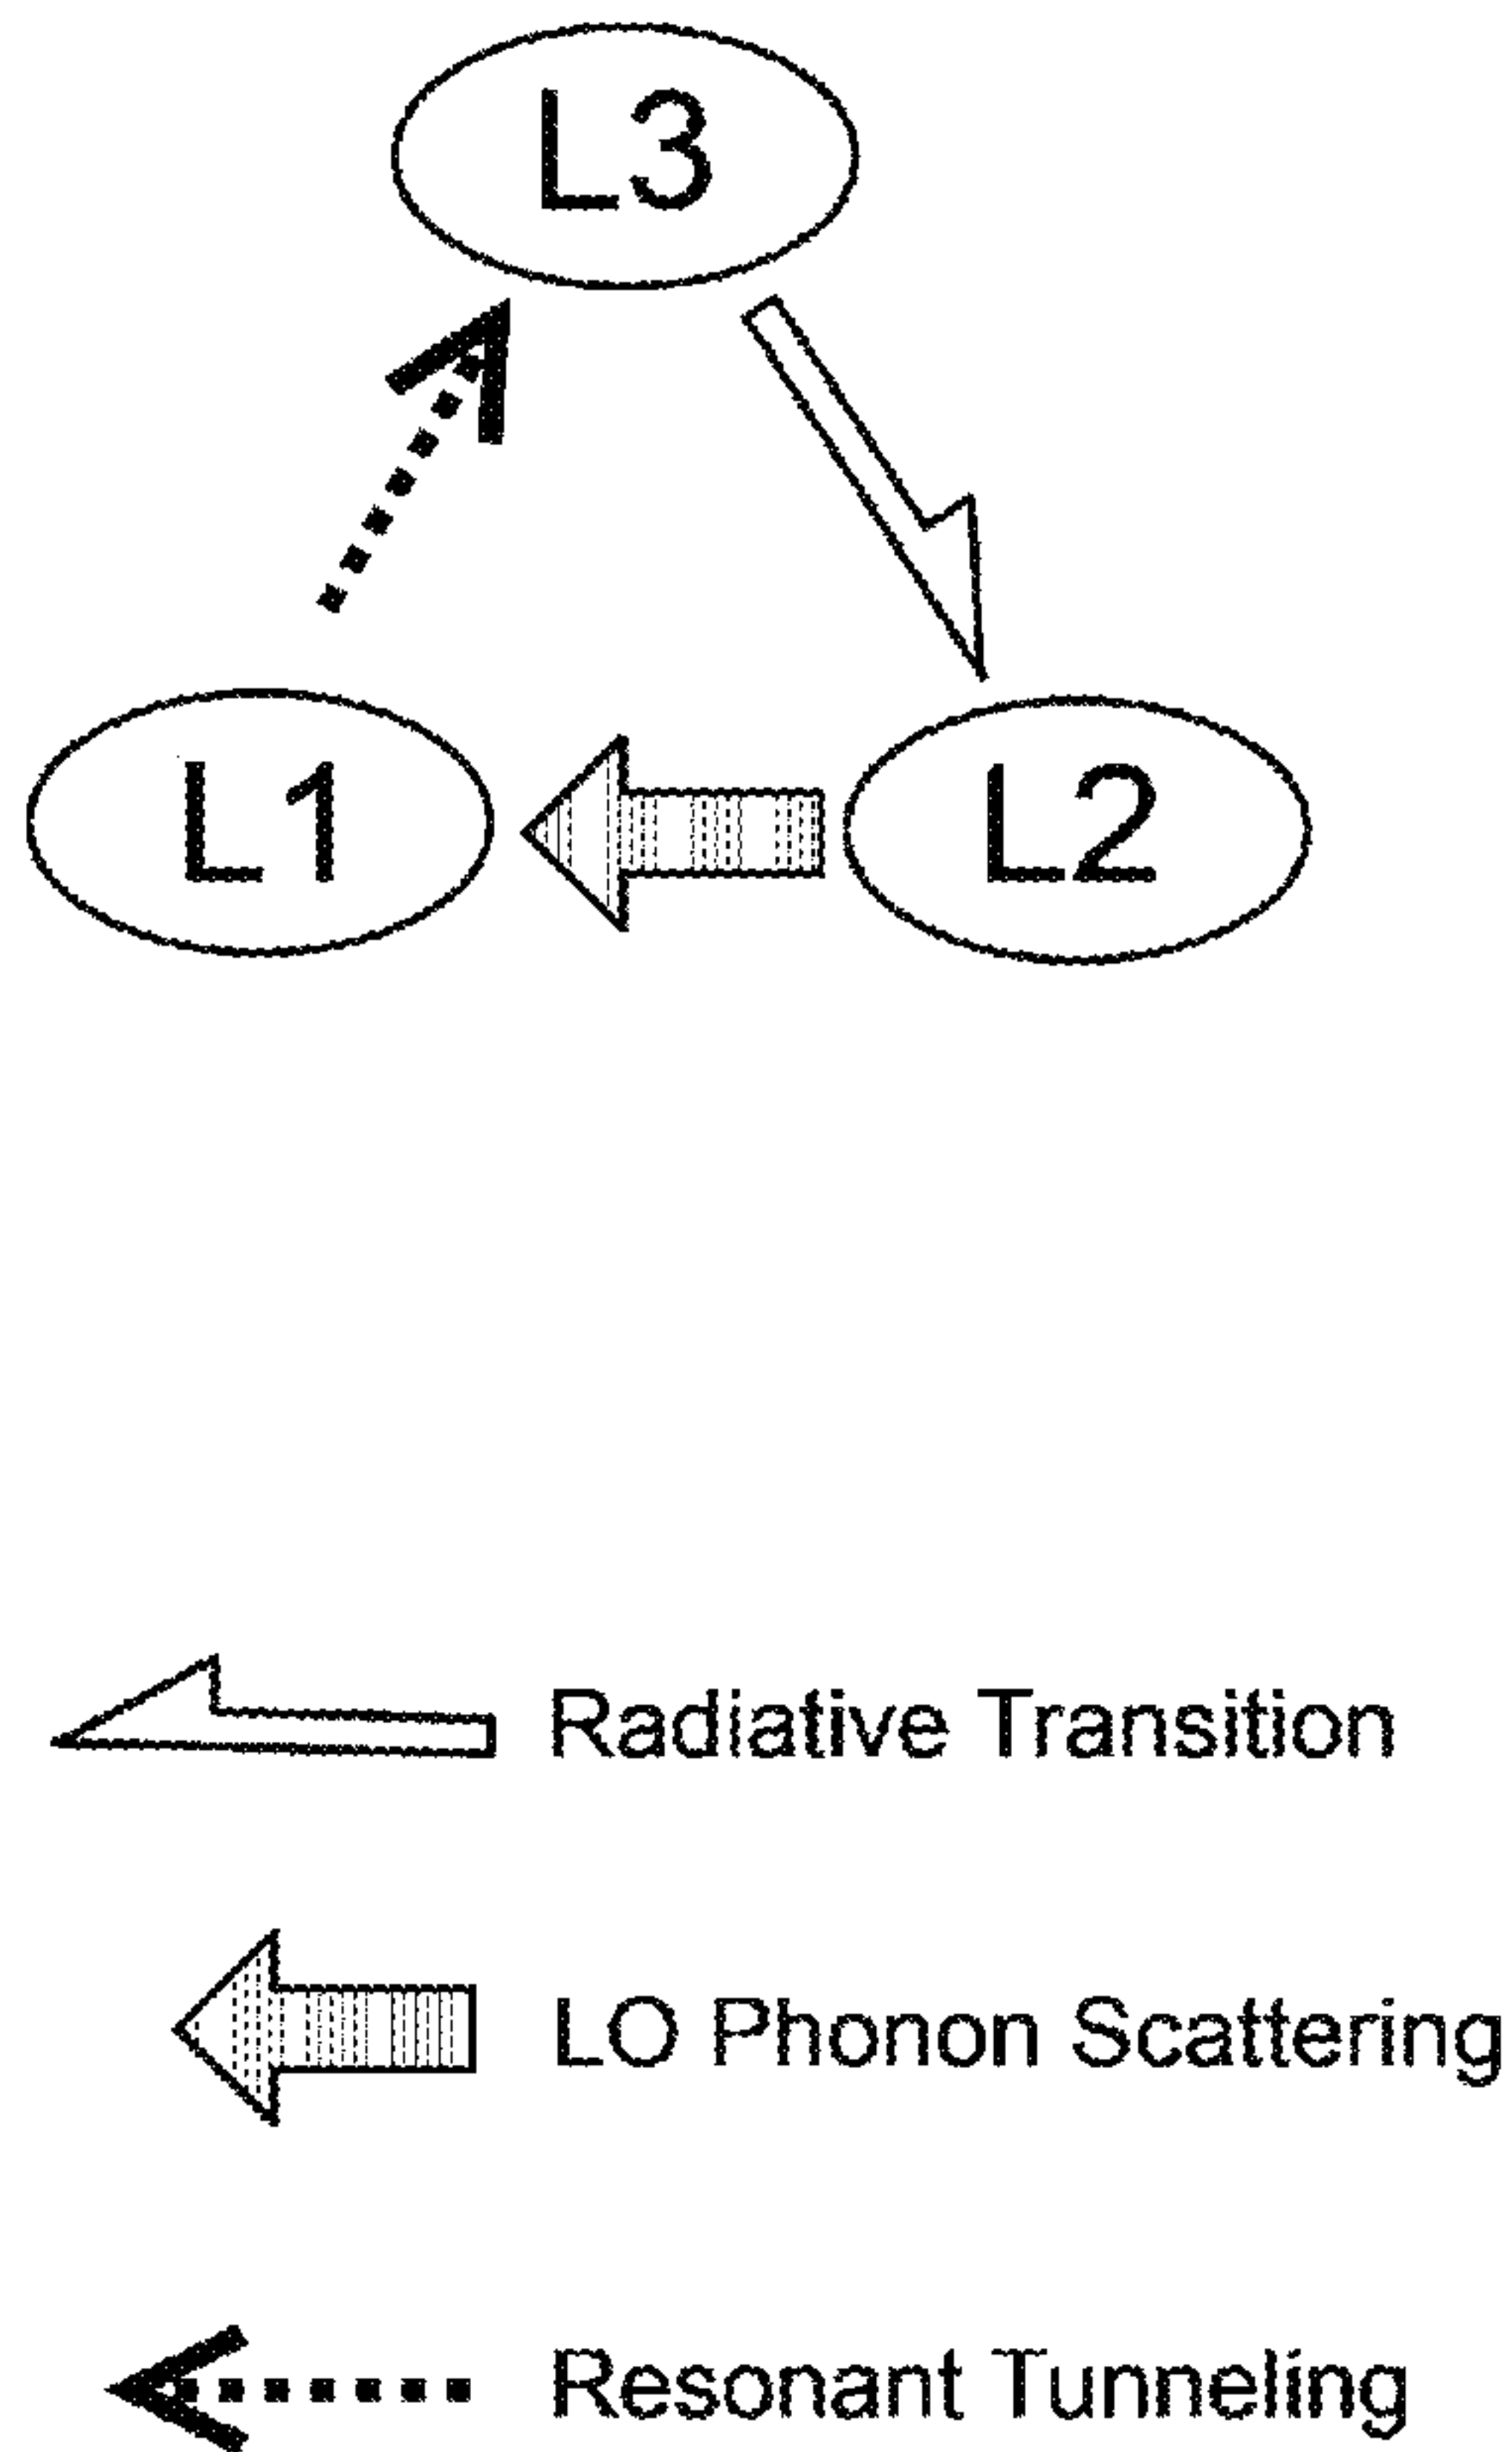 L3
L1
L2
Radiative Transition
LO Phonon Scattering
Resonant Tunneling